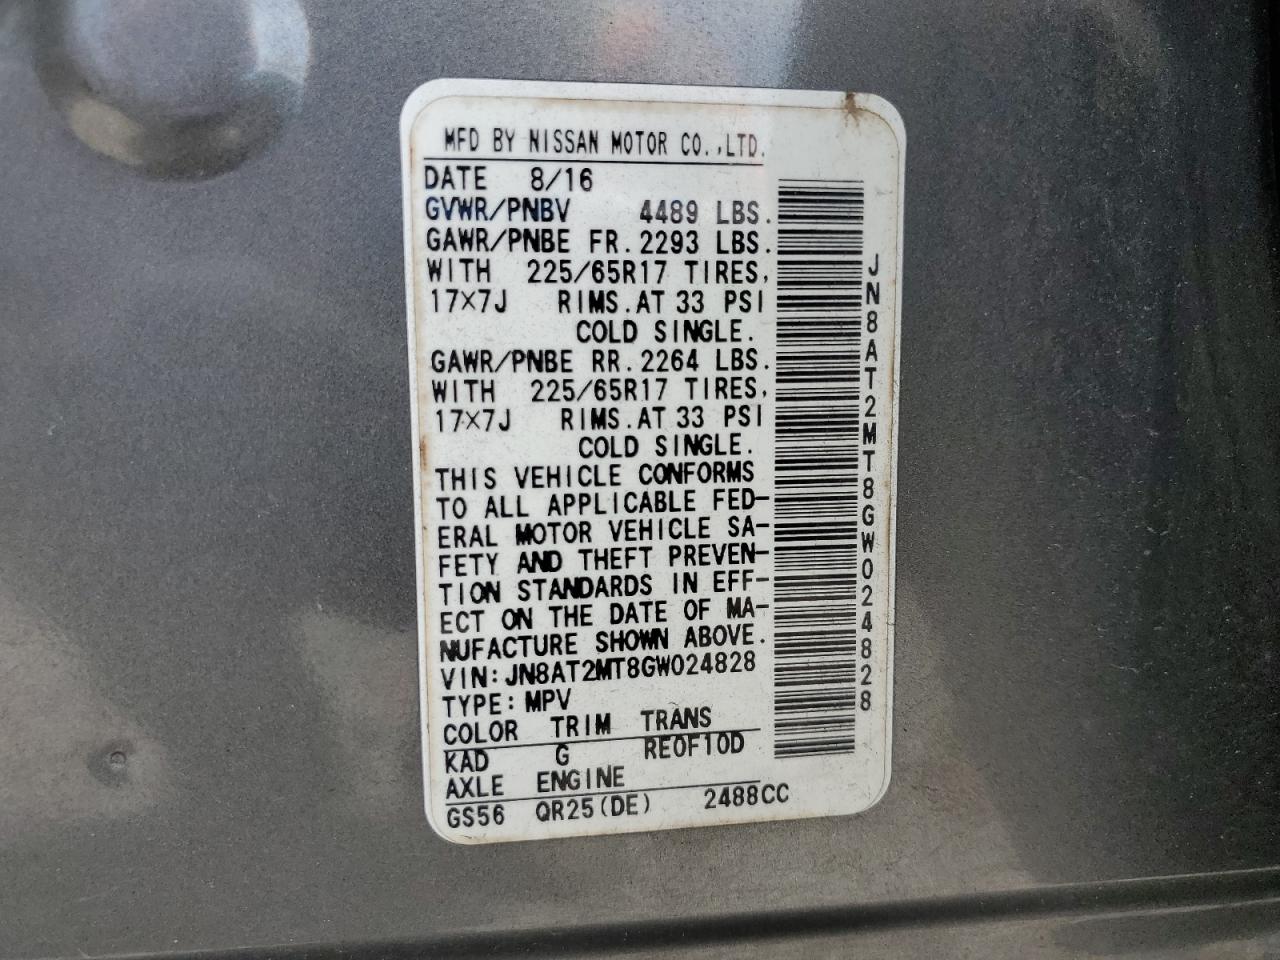 MFD BY NISSAN MOTOR CO.,LTD.
DATE 8/16
GVWR/PNBV 4489 LBS.
GAWR/PNBE FR. 2293 LBS.
WITH 225/65R17 TIRES,
17×7J RIMS. AT 33 PSI
COLD SINGLE.
GAWR/PNBE RR. 2264 LBS.
WITH 225/65R17 TIRES,
17×7J RIMS. AT 33 PSI
COLD SINGLE.
THIS VEHICLE CONFORMS
TO ALL APPLICABLE FED-
ERAL MOTOR VEHICLE SA-
FETY AND THEFT PREVEN-
TION STANDARDS IN EFF-
ECT ON THE DATE OF MA-
NUFACTURE SHOWN ABOVE.
VIN: JN8AT2MT8GW024828
TYPE: MPV
COLOR TRIM TRANS
KAD G RE0F10D
AXLE ENGINE
GS56 QR25(DE) 2488CC
JN8AT2MT8GW024828